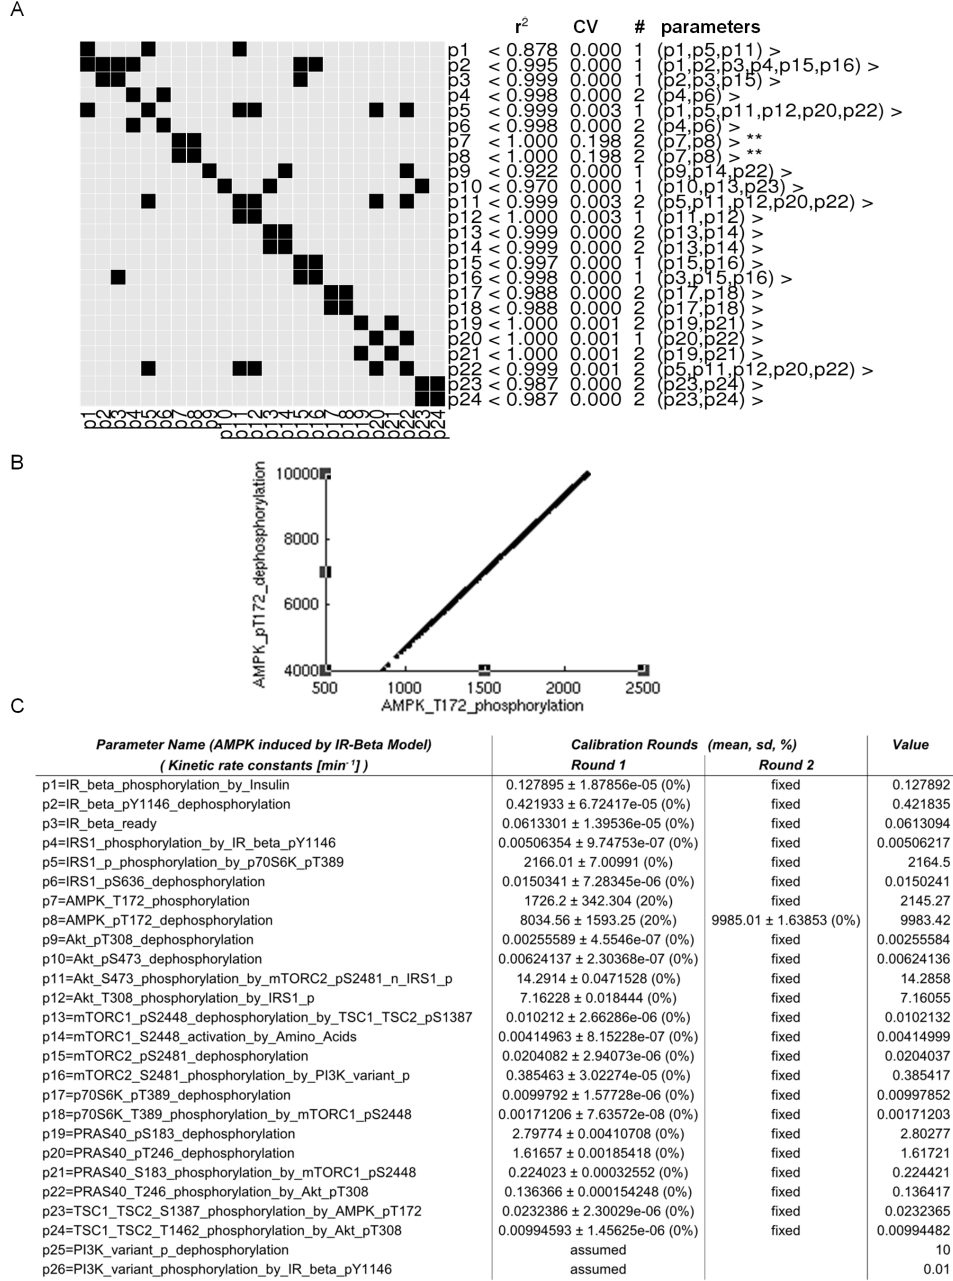 A
r2 CV # parameters
p1 < 0.878 0.000 1 (p1,p5,p11) >
p2 < 0.995 0.000 1 (p1,p2,p3,p4,p15,p16) >
p3 < 0.999 0.000 1 (p2,p3,p15) >
p4 < 0.998 0.000 2 (p4,p6) >
p5 < 0.999 0.003 1 (p1,p5,p11,p12,p20,p22) >
p6 < 0.998 0.000 2 (p4,p6) >
p7 < 1.000 0.198 2 (p7,p8) > **
p8 < 1.000 0.198 2 (p7,p8) > **
p9 < 0.922 0.000 1 (p9,p14,p22) >
p10 < 0.970 0.000 1 (p10,p13,p23) >
p11 < 0.999 0.003 2 (p5,p11,p12,p20,p22) >
p12 < 1.000 0.003 1 (p11,p12) >
p13 < 0.999 0.000 2 (p13,p14) >
p14 < 0.999 0.000 2 (p13,p14) >
p15 < 0.997 0.000 1 (p15,p16) >
p16 < 0.998 0.000 1 (p3,p15,p16) >
p17 < 0.988 0.000 2 (p17,p18) >
p18 < 0.988 0.000 2 (p17,p18) >
p19 < 1.000 0.001 2 (p19,p21) >
p20 < 1.000 0.001 1 (p20,p22) >
p21 < 1.000 0.001 2 (p19,p21) >
p22 < 0.999 0.001 2 (p5,p11,p12,p20,p22) >
p23 < 0.987 0.000 2 (p23,p24) >
p24 < 0.987 0.000 2 (p23,p24) >
p1 p2 p3 p4 p5 p6 p7 p8 p9 p10 p11 p12 p13 p14 p15 p16 p17 p18 p19 p20 p21 p22 p23 p24
B
AMPK_pT172_dephosphorylation
10000
8000
6000
4000
500 1000 1500 2000 2500
AMPK_T172_phosphorylation
C
Parameter Name (AMPK induced by IR-Beta Model) Calibration Rounds (mean, sd, %) Value
( Kinetic rate constants [min-1] ) Round 1 Round 2
p1=IR_beta_phosphorylation_by_Insulin 0.127895 ± 1.87856e-05 (0%) fixed 0.127892
p2=IR_beta_pY1146_dephosphorylation 0.421933 ± 6.72417e-05 (0%) fixed 0.421835
p3=IR_beta_ready 0.0613301 ± 1.39536e-05 (0%) fixed 0.0613094
p4=IRS1_phosphorylation_by_IR_beta_pY1146 0.00506354 ± 9.74753e-07 (0%) fixed 0.00506217
p5=IRS1_p_phosphorylation_by_p70S6K_pT389 2166.01 ± 7.00991 (0%) fixed 2164.5
p6=IRS1_pS636_dephosphorylation 0.0150341 ± 7.28345e-06 (0%) fixed 0.0150241
p7=AMPK_T172_phosphorylation 1726.2 ± 342.304 (20%) fixed 2145.27
p8=AMPK_pT172_dephosphorylation 8034.56 ± 1593.25 (20%) 9985.01 ± 1.63853 (0%) 9983.42
p9=Akt_pT308_dephosphorylation 0.00255589 ± 4.5546e-07 (0%) fixed 0.00255584
p10=Akt_pS473_dephosphorylation 0.00624137 ± 2.30368e-07 (0%) fixed 0.00624136
p11=Akt_S473_phosphorylation_by_mTORC2_pS2481_n_IRS1_p 14.2914 ± 0.0471528 (0%) fixed 14.2858
p12=Akt_T308_phosphorylation_by_IRS1_p 7.16228 ± 0.018444 (0%) fixed 7.16055
p13=mTORC1_pS2448_dephosphorylation_by_TSC1_TSC2_pS1387 0.010212 ± 2.66286e-06 (0%) fixed 0.0102132
p14=mTORC1_S2448_activation_by_Amino_Acids 0.00414963 ± 8.15228e-07 (0%) fixed 0.00414999
p15=mTORC2_pS2481_dephosphorylation 0.0204082 ± 2.94073e-06 (0%) fixed 0.0204037
p16=mTORC2_S2481_phosphorylation_by_PI3K_variant_p 0.385463 ± 3.02274e-05 (0%) fixed 0.385417
p17=p70S6K_pT389_dephosphorylation 0.0099792 ± 1.57728e-06 (0%) fixed 0.00997852
p18=p70S6K_T389_phosphorylation_by_mTORC1_pS2448 0.00171206 ± 7.63572e-08 (0%) fixed 0.00171203
p19=PRAS40_pS183_dephosphorylation 2.79774 ± 0.00410708 (0%) fixed 2.80277
p20=PRAS40_pT246_dephosphorylation 1.61657 ± 0.00185418 (0%) fixed 1.61721
p21=PRAS40_S183_phosphorylation_by_mTORC1_pS2448 0.224023 ± 0.00032552 (0%) fixed 0.224421
p22=PRAS40_T246_phosphorylation_by_Akt_pT308 0.136366 ± 0.000154248 (0%) fixed 0.136417
p23=TSC1_TSC2_S1387_phosphorylation_by_AMPK_pT172 0.0232386 ± 2.30029e-06 (0%) fixed 0.0232365
p24=TSC1_TSC2_T1462_phosphorylation_by_Akt_pT308 0.00994593 ± 1.45625e-06 (0%) fixed 0.00994482
p25=PI3K_variant_p_dephosphorylation assumed 10
p26=PI3K_variant_phosphorylation_by_IR_beta_pY1146 assumed 0.01